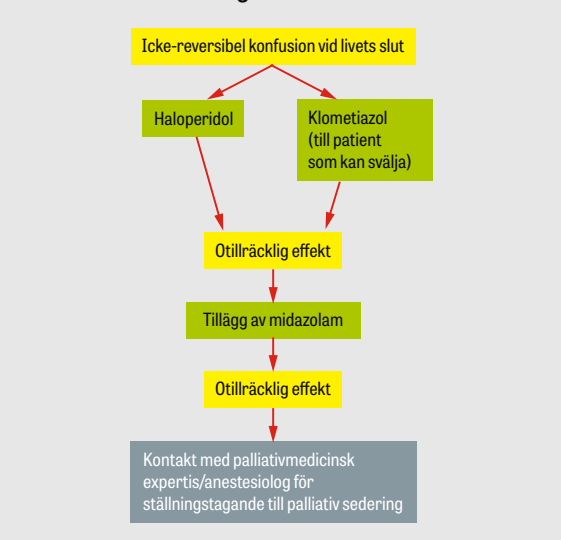 Icke-reversibel konfusion vid livets slut
Haloperidol
Klometiazol
(till patient
som kan svälja)
Otillräcklig effekt
Tillägg av midazolam
Otillräcklig effekt
Kontakt med palliativmedicinsk
expertis/anestesiolog för
ställningstagande till palliativ sedering